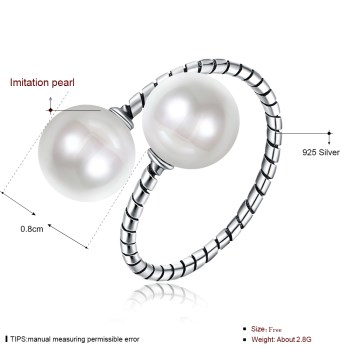 Imitation pearl
925 Silver
0.8cm
Size: Free
Weight: About 2.8G
TIPS:manual measuring permissible error